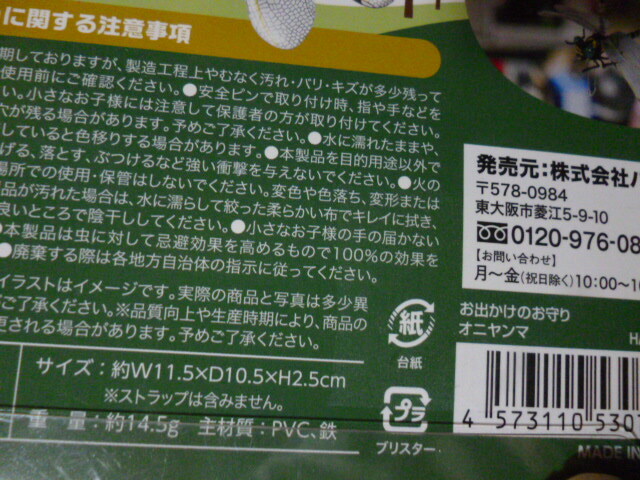 に関する注意事項
期しておりますが、製造工程上やむなく汚れ・バリ・キズが多少残って
使用前にご確認ください。●安全ピンで取り付け時、指や手などを
い。小さなお子様には注意して保護者の方が取り付けてください。
穴が残る場合があります。予めご了承ください。●水に濡れたままや、
していると色移りする場合があります。●本製品を目的用途以外で
げる、落とす、ぶつけるなど強い衝撃を与えないでください。●火の
場所での使用・保管はしないでください。変色や色落ち、変形または
品が汚れた場合は、水に濡らして絞った柔らかい布でキレイに拭き、
良いところで陰干ししてください。●小さなお子様の手の届かない
●本製品は虫に対して忌避効果を高めるもので100%の効果を
●廃棄する際は各地方自治体の指示に従ってください。
イラストはイメージです。実際の商品と写真は多少異
ご了承ください。※品質向上や生産時期により、商品の
更される場合があります。予めご了承ください。
サイズ：約W11.5×D10.5×H2.5cm
※ストラップは含みません。
重 量：約14.5g 主材質：PVC、鉄
紙
台紙
プラ
ブリスター
発売元：株式会社ハ
〒578-0984
東大阪市菱江5-9-10
0120-976-08
【お問い合わせ】
月～金(祝日除く)10:00～1
お出かけのお守り
オニヤンマ
HA
4 573110 530
MADE IN